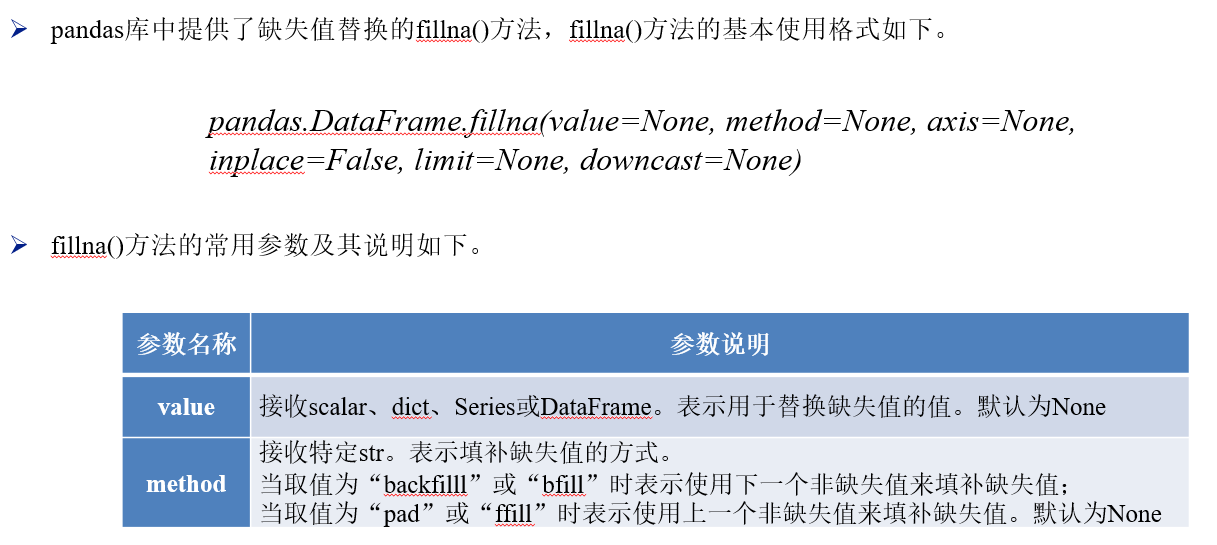 pandas库中提供了缺失值替换的fillna()方法，fillna()方法的基本使用格式如下。
pandas.DataFrame.fillna(value=None, method=None, axis=None,
inplace=False, limit=None, downcast=None)
fillna()方法的常用参数及其说明如下。
参数名称 参数说明
value 接收scalar、dict、Series或DataFrame。表示用于替换缺失值的值。默认为None
接收特定str。表示填补缺失值的方式。
method 当取值为“backfilll”或“bfill”时表示使用下一个非缺失值来填补缺失值；
当取值为“pad”或“ffill”时表示使用上一个非缺失值来填补缺失值。默认为None